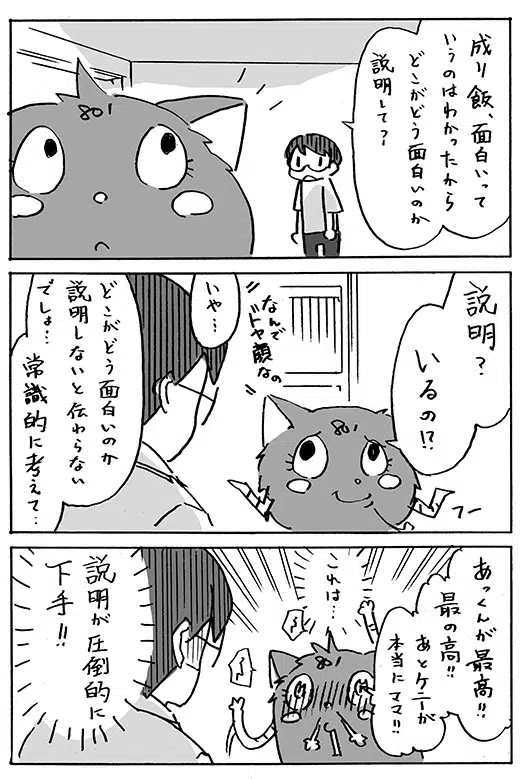 成り飯、面白いって
いうのはわかったから
どこがどう面白いのか
説明して？
801
説明？
いるの!?
なんで
ドヤ顔なの
801
フー
いや…
どこがどう面白いのか
説明しないと伝わらない
でしょ…
常識的に考えて…
あっくんが最高!!
最の高!!
あとケニーが
本当にママ!!
これは…
801
説明が圧倒的に
下手!!